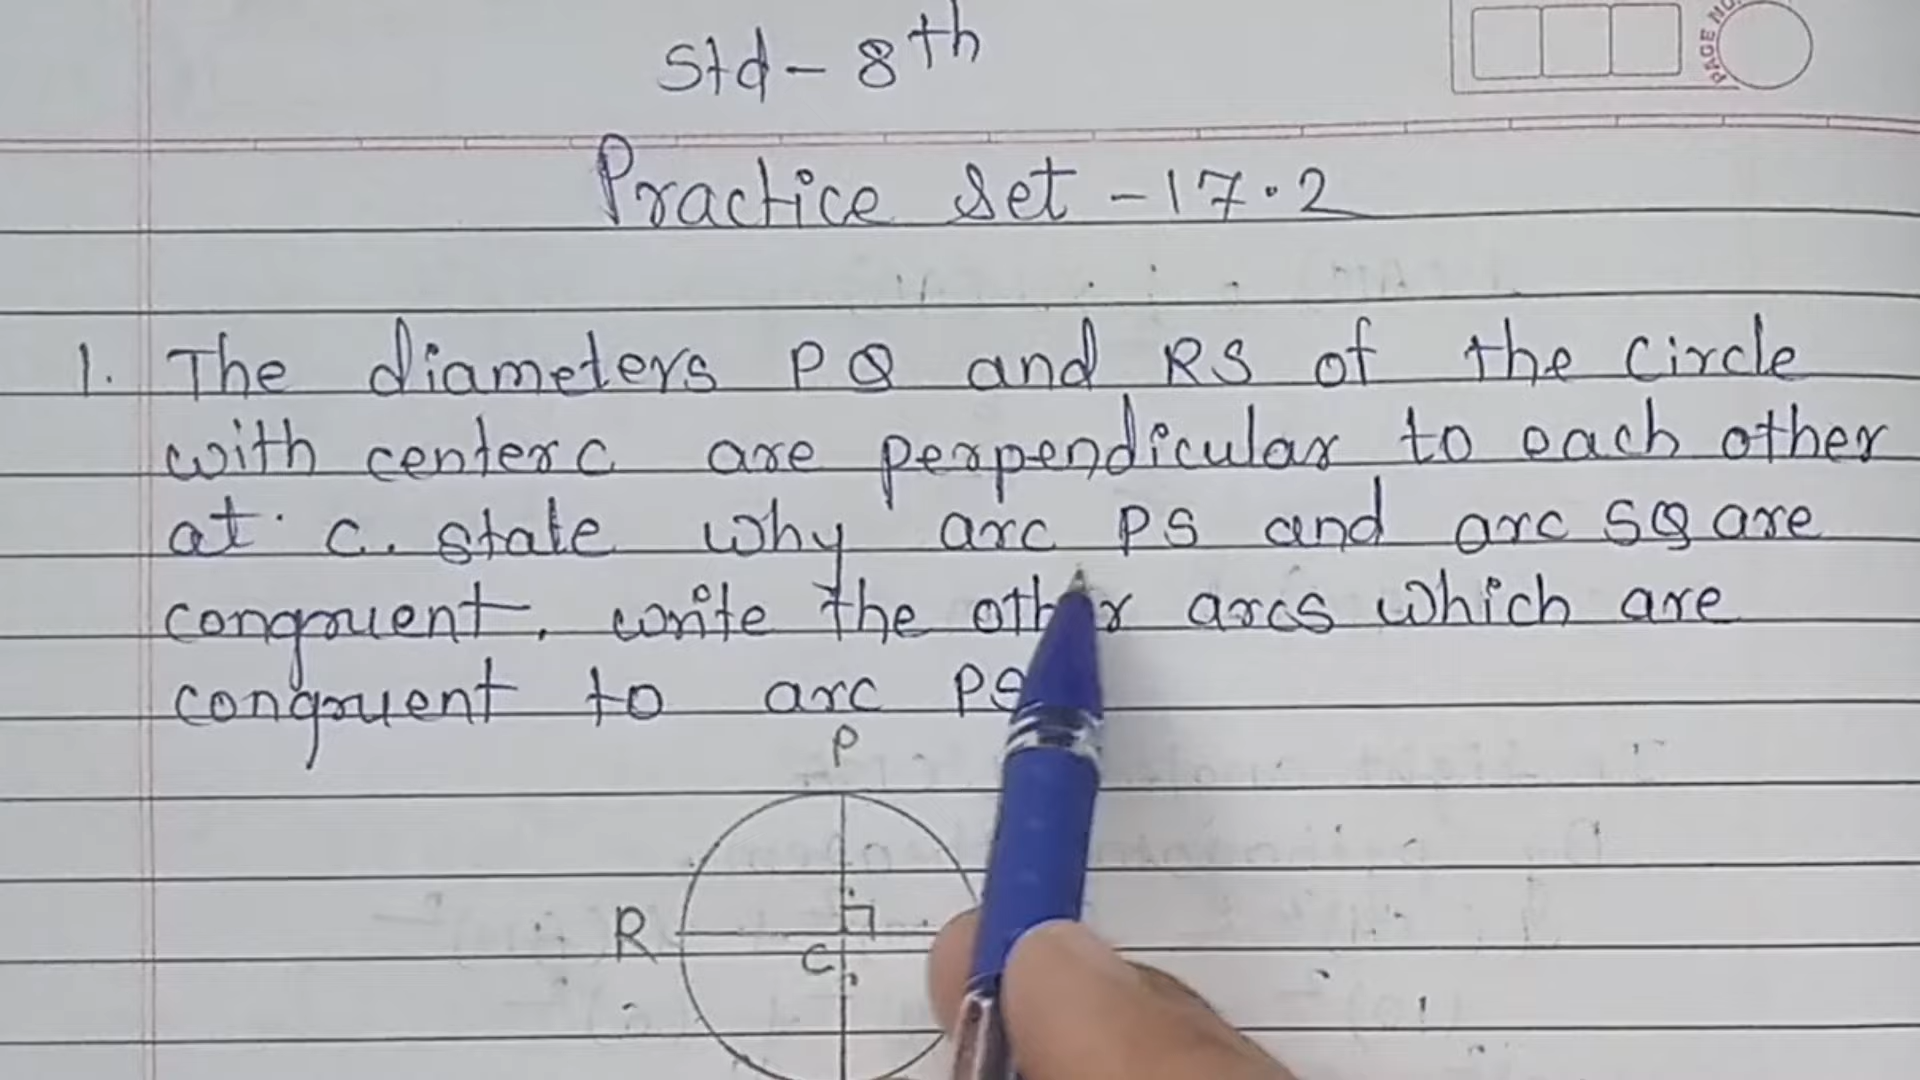 PAGE NO.
Std - 8th
Practice Set - 17.2
1. The diameters PQ and RS of the circle
with center c are perpendicular to each other
at c. state why arc PS and arc SQ are
congruent. write the other arcs which are
congruent to arc PS
P
R
C